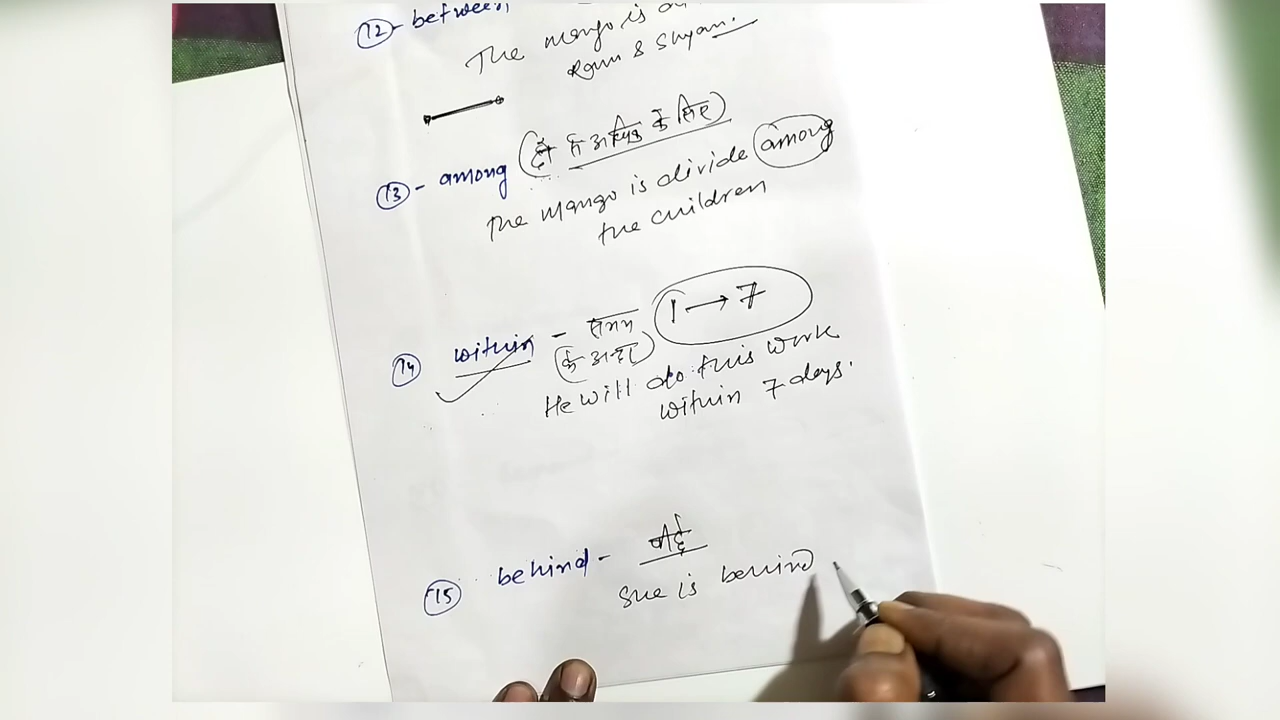 12 - between
The mango is
Ram & Shyam.
13 - among (दो से अधिक के लिए)
The Mango is divide among
the children
14 within - समय 1 → 7
(के अन्दर)
He will do this work
within 7 days.
15 behind - पीछे
She is behind